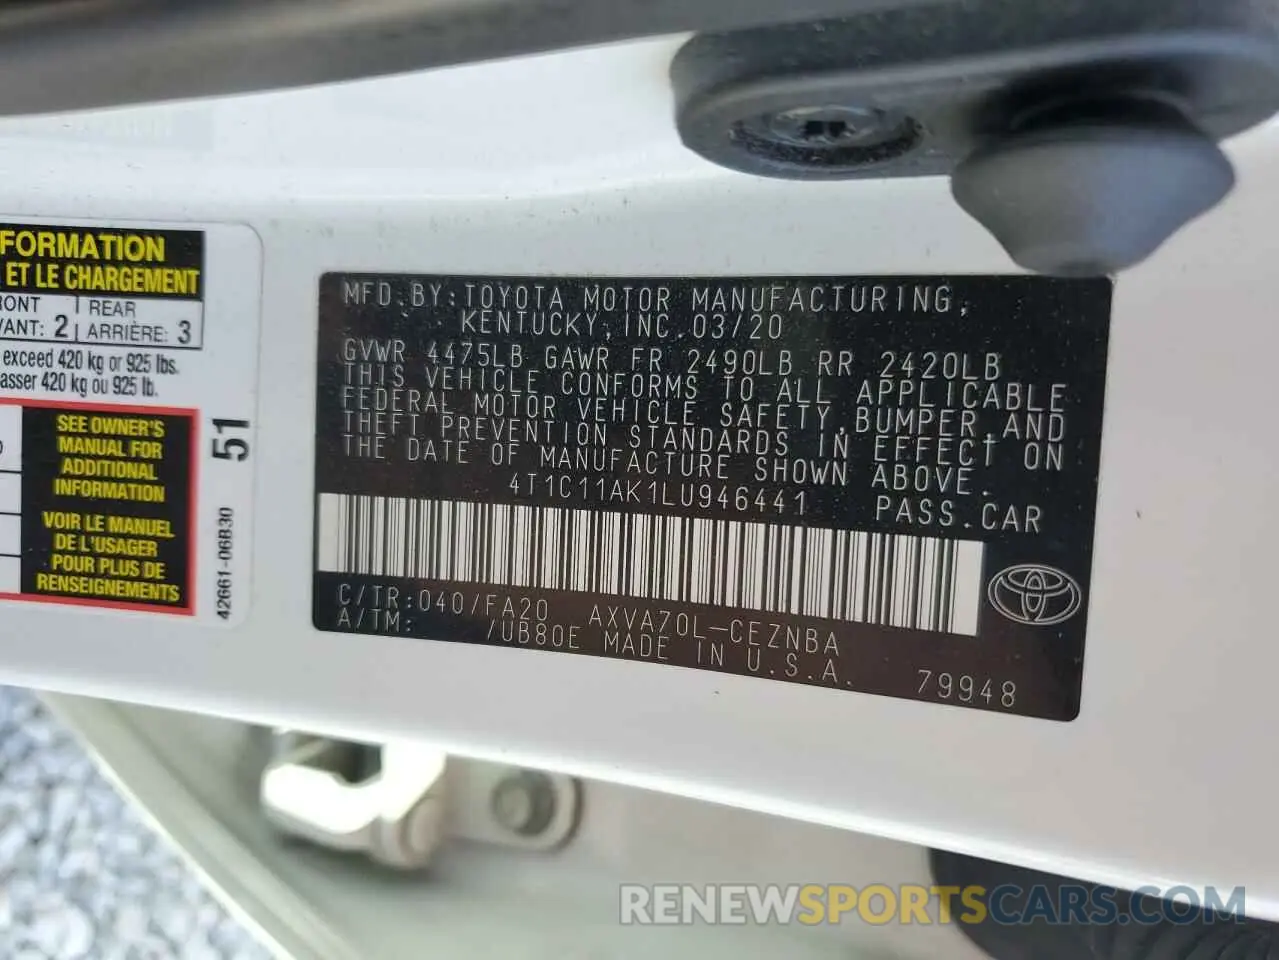 FORMATION
ET LE CHARGEMENT
RONT
REAR
VANT: 2
ARRIÈRE: 3
exceed 420 kg or 925 lbs.
asser 420 kg ou 925 lb.
SEE OWNER'S
MANUAL FOR
ADDITIONAL
INFORMATION
VOIR LE MANUEL
DE L'USAGER
POUR PLUS DE
RENSEIGNEMENTS
51
42661-06B30
MFD.BY:TOYOTA MOTOR MANUFACTURING,
KENTUCKY,INC.03/20
GVWR 4475LB GAWR FR 2490LB RR 2420LB
THIS VEHICLE CONFORMS TO ALL APPLICABLE
FEDERAL MOTOR VEHICLE SAFETY,BUMPER,AND
THEFT PREVENTION STANDARDS IN EFFECT ON
THE DATE OF MANUFACTURE SHOWN ABOVE.
4T1C11AK1LU946441 PASS.CAR
C/TR:040/FA20 AXVA70L-CEZNBA
A/TM: /UB80E MADE IN U.S.A.
79948
RENEWSPORTSCARS.COM